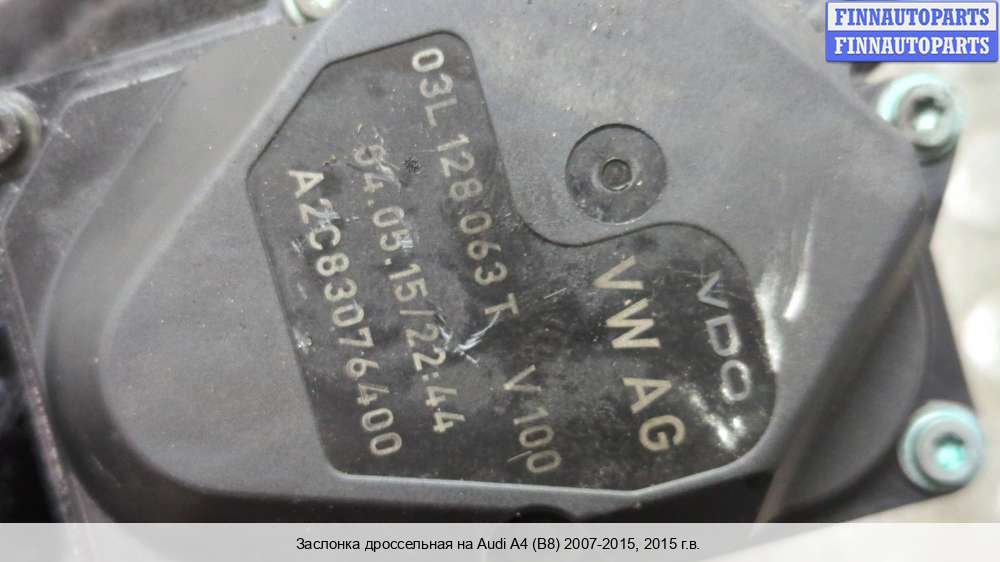 FINNAUTOPARTS
FINNAUTOPARTS
VDO
VW AG
03L 128 063 T V100
94.05.15/22:44
A2C83076400
Заслонка дроссельная на Audi A4 (B8) 2007-2015, 2015 г.в.